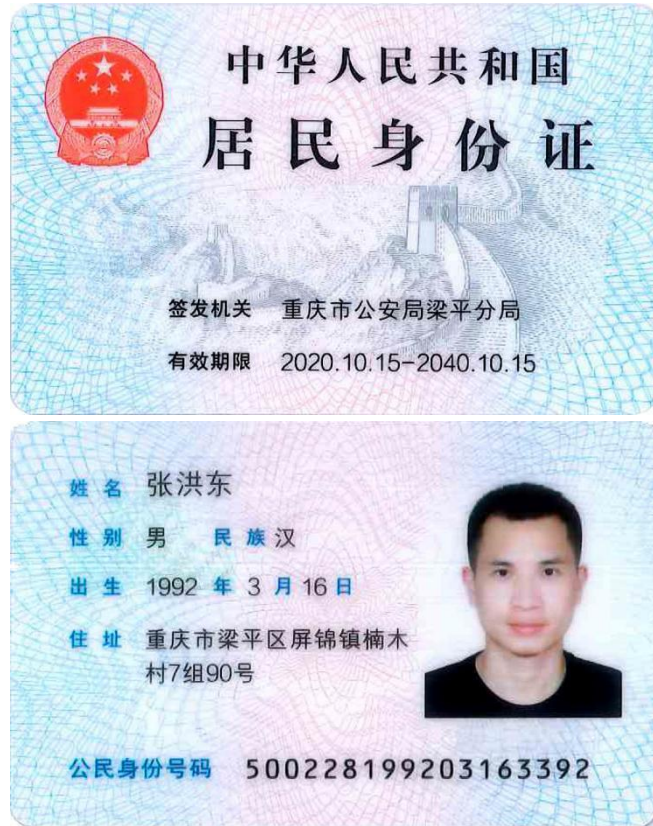 中华人民共和国
居民身份证
签发机关 重庆市公安局梁平分局
有效期限 2020.10.15-2040.10.15
姓名 张洪东
性别 男 民族 汉
出生 1992 年 3 月 16 日
住址 重庆市梁平区屏锦镇楠木
村7组90号
公民身份号码 500228199203163392